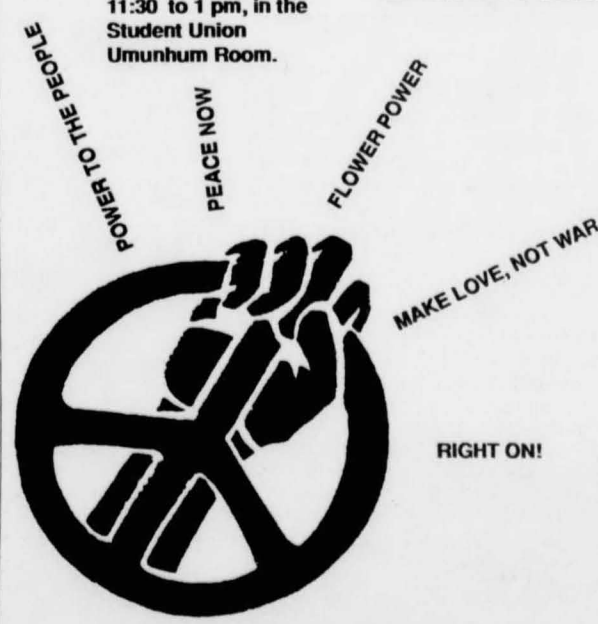 11:30 to 1 pm, in the
Student Union
Umunhum Room.
POWER TO THE PEOPLE
PEACE NOW
FLOWER POWER
MAKE LOVE, NOT WAR
RIGHT ON!